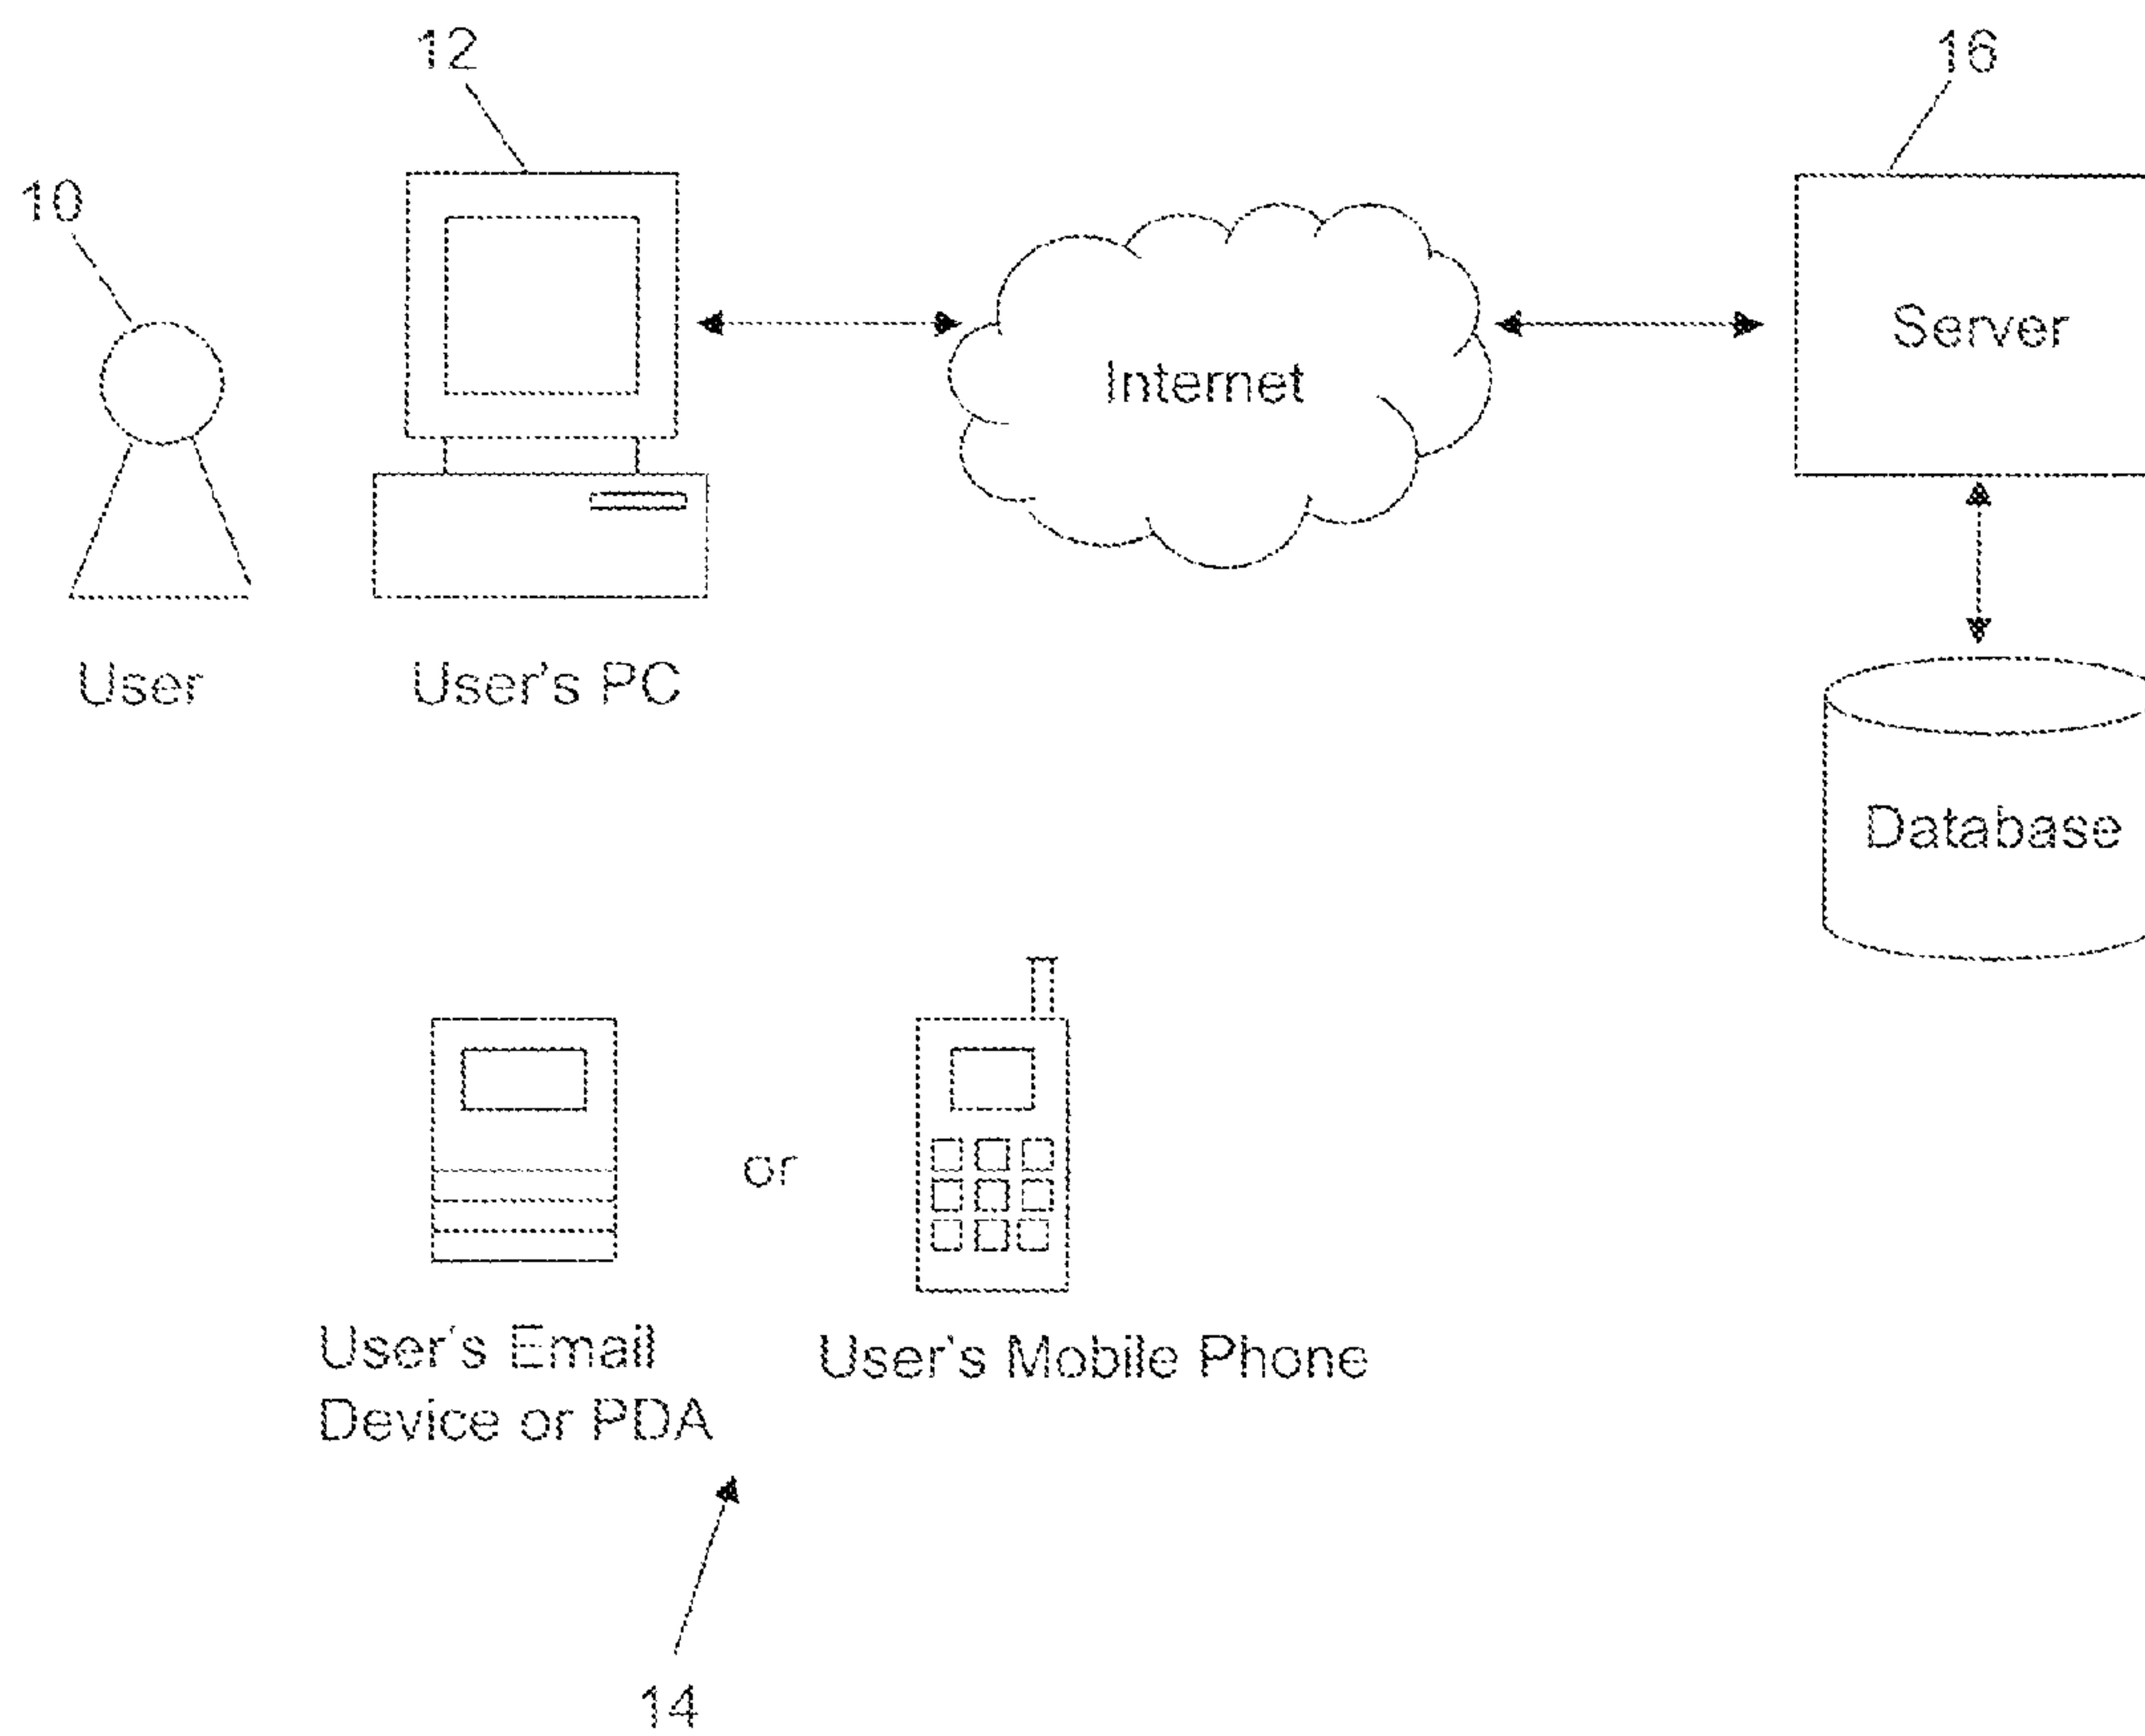 12
16
10
Server
Internet
User
User's PC
Database
or
User's Email
Device or PDA
User's Mobile Phone
14